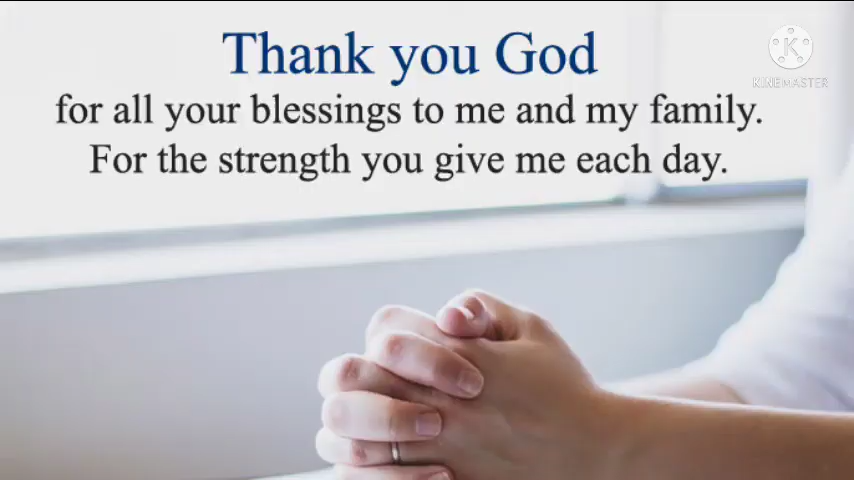 Thank you God
for all your blessings to me and my family.
For the strength you give me each day.
K
KINEMASTER